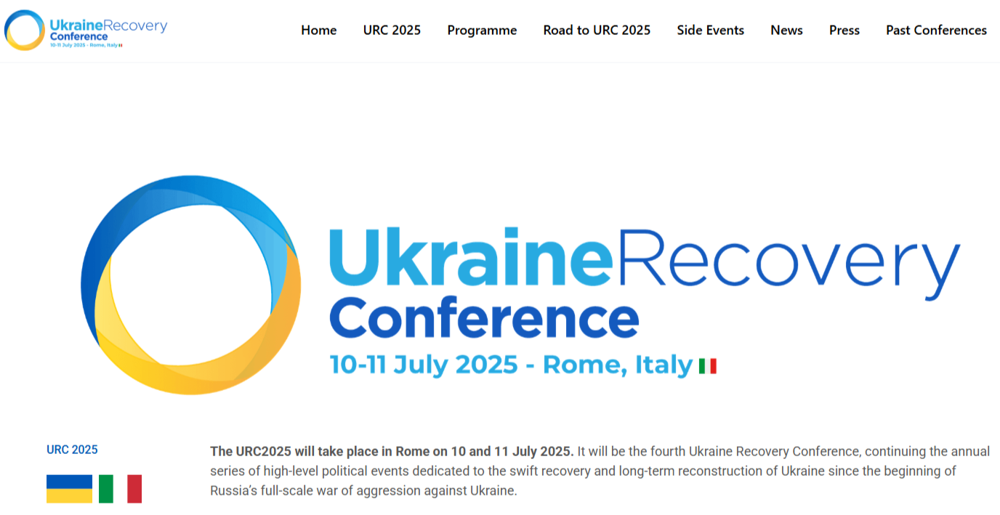 UkraineRecovery
Conference
10-11 July 2025 - Rome, Italy
Home URC 2025 Programme Road to URC 2025 Side Events News Press Past Conferences
UkraineRecovery
Conference
10-11 July 2025 - Rome, Italy
URC 2025
The URC2025 will take place in Rome on 10 and 11 July 2025. It will be the fourth Ukraine Recovery Conference, continuing the annual
series of high-level political events dedicated to the swift recovery and long-term reconstruction of Ukraine since the beginning of
Russia’s full-scale war of aggression against Ukraine.